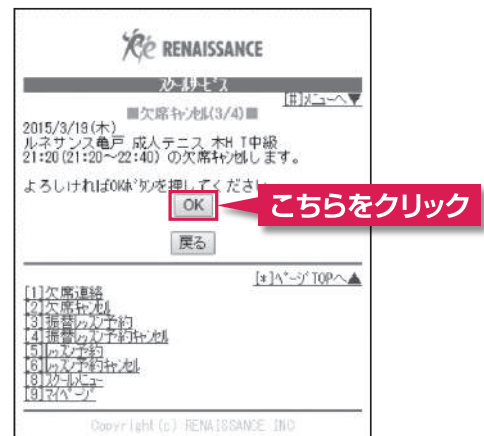 RENAISSANCE
ｽｸｰﾙｻｰﾋﾞｽ
[#]ﾒﾆｭｰへ▼
■欠席ｷｬﾝｾﾙ(3/4)■
2015/3/19(木)
ルネサンス亀戸 成人テニス 木H T中級
21:20(21:20～22:40) の欠席ｷｬﾝｾﾙします。
よろしければOKﾎﾞﾀﾝを押してください
OK
こちらをクリック
戻る
[*]ﾍﾟｰｼﾞTOPへ▲
[1]欠席連絡
[2]欠席ｷｬﾝｾﾙ
[3]振替ﾚｯｽﾝ予約
[4]振替ﾚｯｽﾝ予約ｷｬﾝｾﾙ
[5]ﾚｯｽﾝ予約
[6]ﾚｯｽﾝ予約ｷｬﾝｾﾙ
[8]ｽｸｰﾙﾒﾆｭｰ
[9]ﾏｲﾍﾟｰｼﾞ
Copyright(c) RENAISSANCE INC